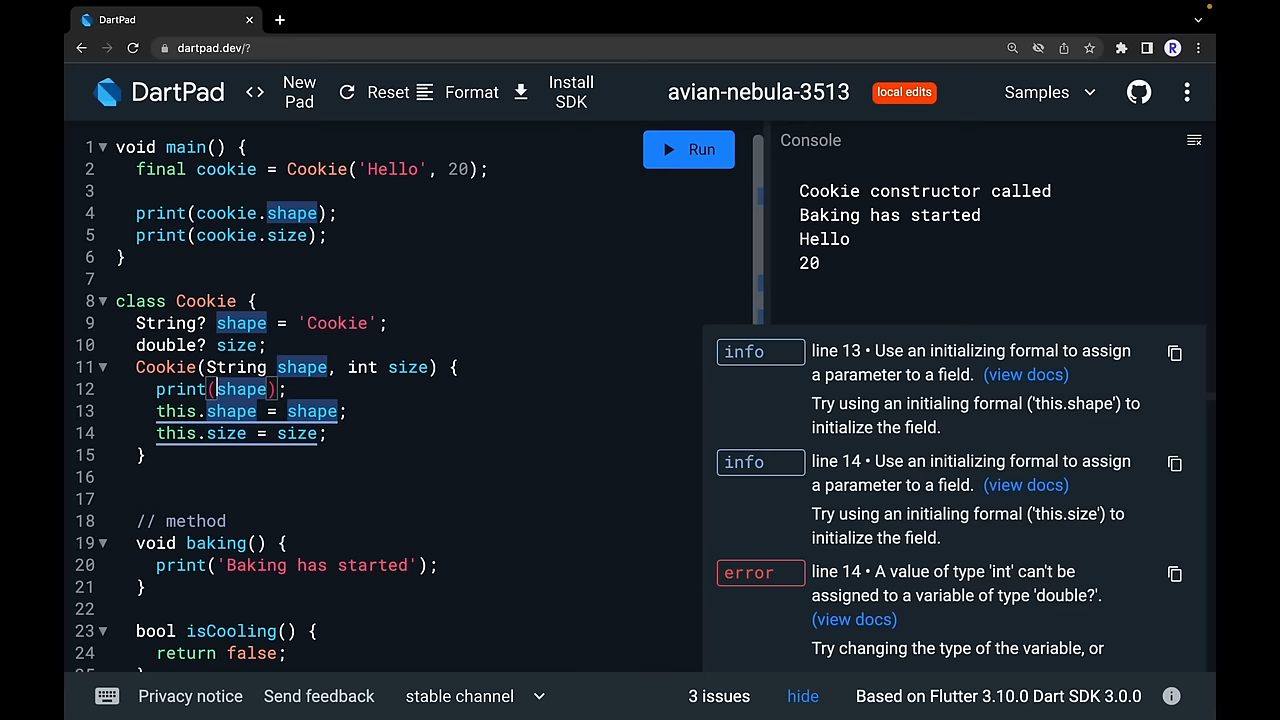 DartPad
dartpad.dev/?
R
DartPad
New Pad
Reset
Format
Install SDK
avian-nebula-3513
local edits
Samples
1 void main() {
2 final cookie = Cookie('Hello', 20);
3
4 print(cookie.shape);
5 print(cookie.size);
6 }
7
8 class Cookie {
9 String? shape = 'Cookie';
10 double? size;
11 Cookie(String shape, int size) {
12 print(shape);
13 this.shape = shape;
14 this.size = size;
15 }
16
17
18 // method
19 void baking() {
20 print('Baking has started');
21 }
22
23 bool isCooling() {
24 return false;
Run
Console
Cookie constructor called
Baking has started
Hello
20
info
line 13 • Use an initializing formal to assign
a parameter to a field. (view docs)
Try using an initialing formal ('this.shape') to
initialize the field.
info
line 14 • Use an initializing formal to assign
a parameter to a field. (view docs)
Try using an initialing formal ('this.size') to
initialize the field.
error
line 14 • A value of type 'int' can't be
assigned to a variable of type 'double?'.
(view docs)
Try changing the type of the variable, or
Privacy notice
Send feedback
stable channel
3 issues
hide
Based on Flutter 3.10.0 Dart SDK 3.0.0